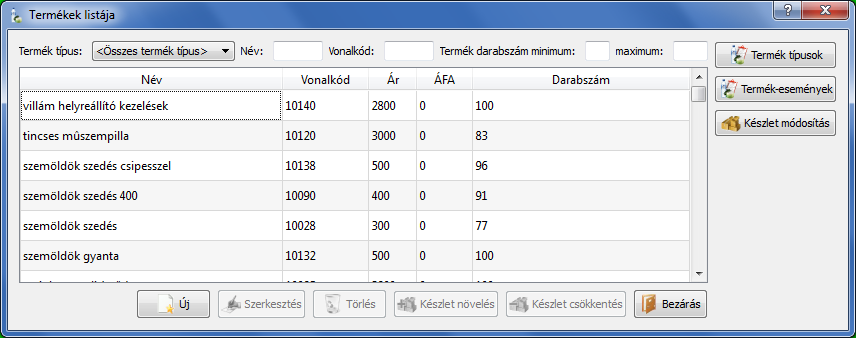 Termékek listája
Termék típus: <Összes termék típus> Név: Vonalkód: Termék darabszám minimum: maximum:
Termék típusok
Termék-események
Készlet módosítás
Név Vonalkód Ár ÁFA Darabszám
villám helyreállító kezelések 10140 2800 0 100
tincses műszempilla 10120 3000 0 83
szemöldök szedés csipesszel 10138 500 0 96
szemöldök szedés 400 10090 400 0 91
szemöldök szedés 10028 300 0 77
szemöldök gyanta 10132 500 0 100
Új Szerkesztés Törlés Készlet növelés Készlet csökkentés Bezárás